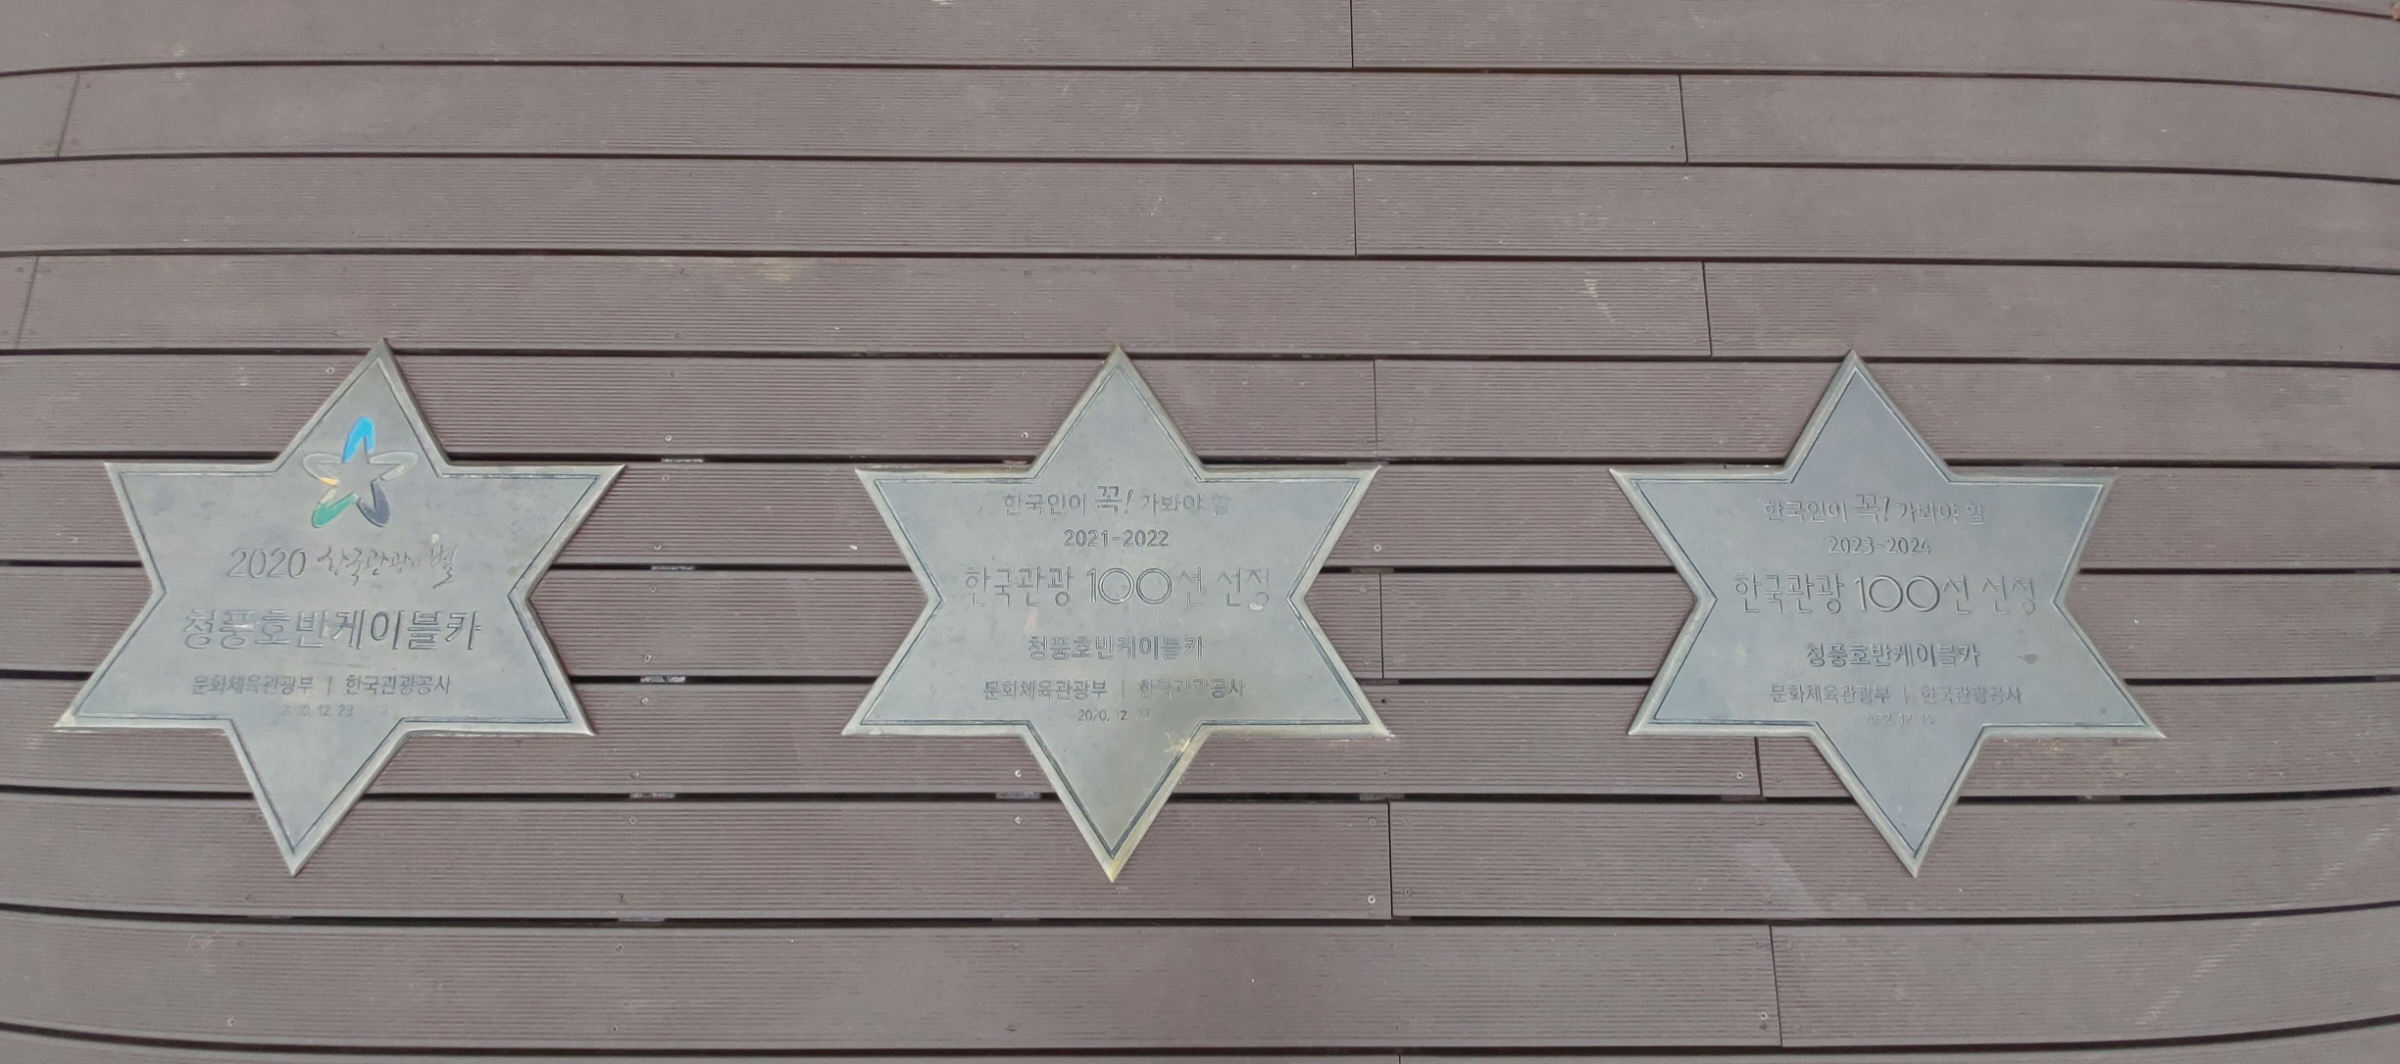 2020 한국관광의 별
청풍호반케이블카
문화체육관광부 | 한국관광공사
2020. 12. 23
한국인이 꼭! 가봐야 할
2021-2022
한국관광 100선 선정
청풍호반케이블카
문화체육관광부 | 한국관광공사
2020. 12.
한국인이 꼭! 가봐야 할
2023-2024
한국관광 100선 선정
청풍호반케이블카
문화체육관광부 | 한국관광공사
2022. 12.